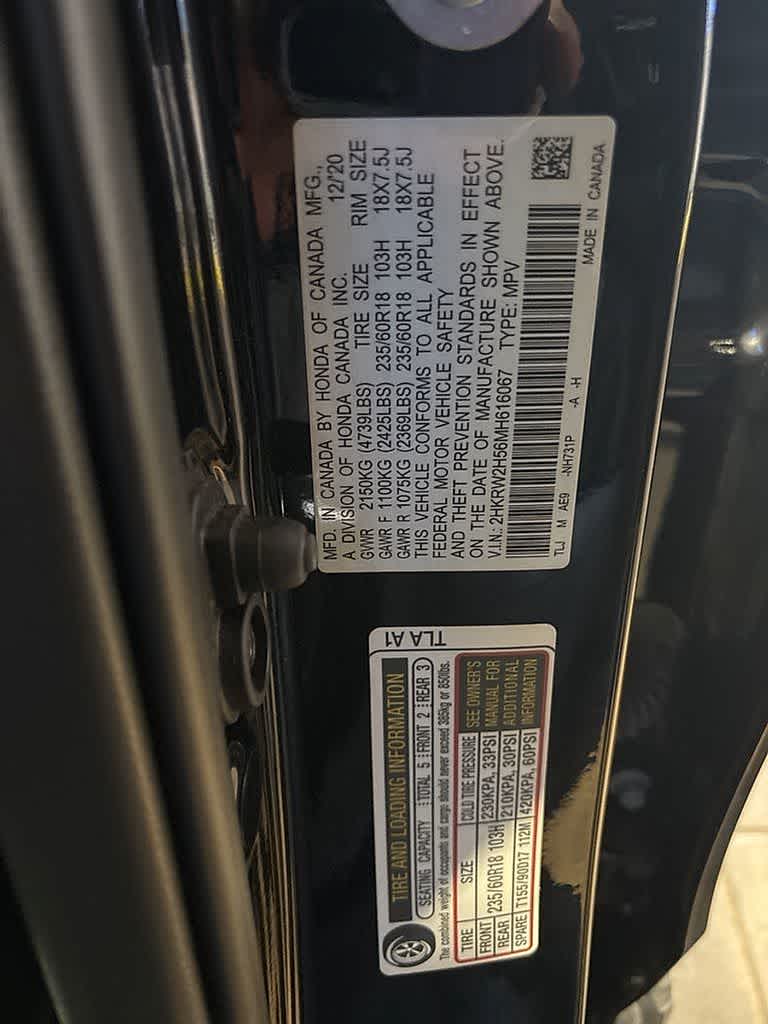 MFD. IN CANADA BY HONDA OF CANADA MFG.,
A DIVISION OF HONDA CANADA INC. 12/'20
GVWR 2150KG (4739LBS) TIRE SIZE RIM SIZE
GAWR F 1100KG (2425LBS) 235/60R18 103H 18X7.5J
GAWR R 1075KG (2369LBS) 235/60R18 103H 18X7.5J
THIS VEHICLE CONFORMS TO ALL APPLICABLE
FEDERAL MOTOR VEHICLE SAFETY
AND THEFT PREVENTION STANDARDS IN EFFECT
ON THE DATE OF MANUFACTURE SHOWN ABOVE.
V.I.N.: 2HKRW2H56MH616067 TYPE: MPV
TLJ M AE9 -NH731P -A -H
MADE IN CANADA
TIRE AND LOADING INFORMATION TLA A1
SEATING CAPACITY TOTAL 5 FRONT 2 REAR 3
The combined weight of occupants and cargo should never exceed 385kg or 850lbs.
TIRE SIZE COLD TIRE PRESSURE SEE OWNER'S
FRONT 235/60R18 103H 230KPA, 33PSI MANUAL FOR
REAR 210KPA, 30PSI ADDITIONAL
SPARE T155/90D17 112M 420KPA, 60PSI INFORMATION